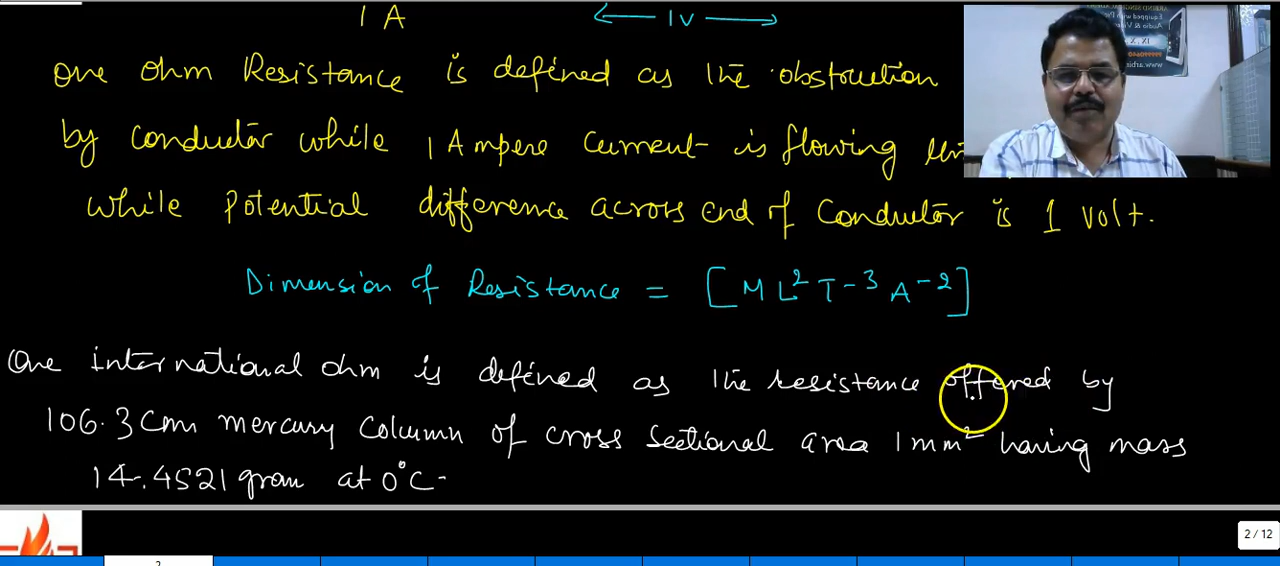 1 A
1v
One ohm Resistance is defined as the obstruction
by conductor while 1 Ampere current is flowing
while Potential difference across end of Conductor is 1 volt.
Dimension of Resistance = [M L² T⁻³ A⁻²]
One international ohm is defined as the resistance offered by
106.3 cm mercury column of cross sectional area 1 mm² having mass
14.4521 gram at 0°C.
2 / 12
2